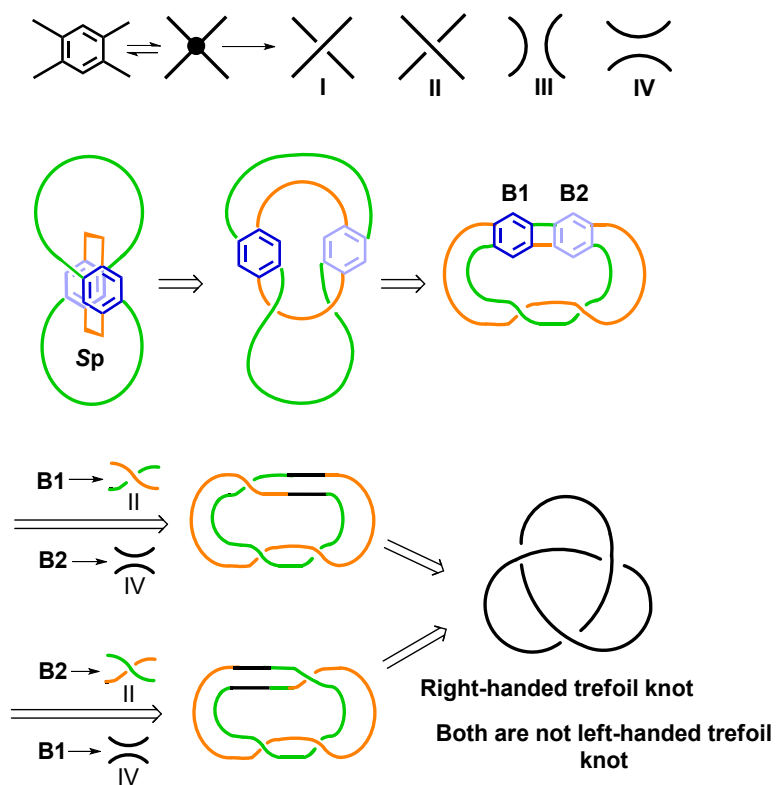 I II III IV
B1 B2
Sp
B1
II
B2
IV
B2
II
B1
IV
Right-handed trefoil knot
Both are not left-handed trefoil
knot